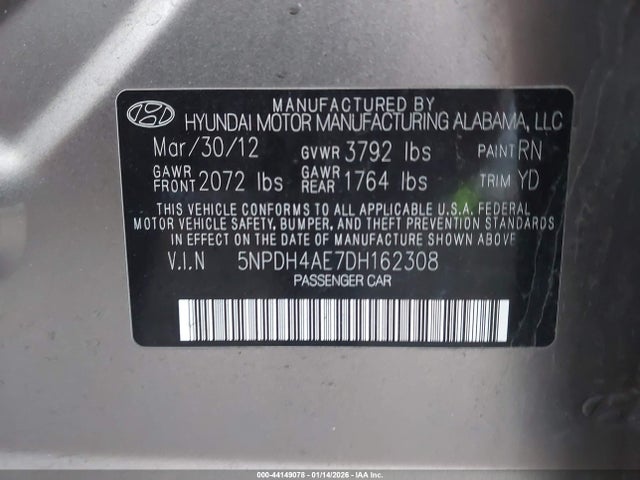 MANUFACTURED BY
HYUNDAI MOTOR MANUFACTURING ALABAMA, LLC
Mar/30/12 GVWR 3792 lbs PAINT RN
GAWR FRONT 2072 lbs GAWR REAR 1764 lbs TRIM YD
THIS VEHICLE CONFORMS TO ALL APPLICABLE U.S.A. FEDERAL
MOTOR VEHICLE SAFETY, BUMPER, AND THEFT PREVENTION STANDARDS
IN EFFECT ON THE DATE OF MANUFACTURE SHOWN ABOVE.
V.I.N 5NPDH4AE7DH162308
PASSENGER CAR
000-44149078 - 01/14/2026 - IAA Inc.